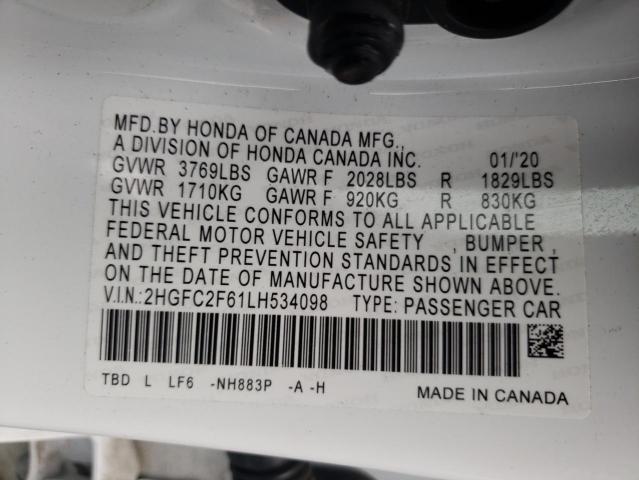 MFD.BY HONDA OF CANADA MFG.,
A DIVISION OF HONDA CANADA INC. 01/'20
GVWR 3769LBS GAWR F 2028LBS R 1829LBS
GVWR 1710KG GAWR F 920KG R 830KG
THIS VEHICLE CONFORMS TO ALL APPLICABLE
FEDERAL MOTOR VEHICLE SAFETY , BUMPER ,
AND THEFT PREVENTION STANDARDS IN EFFECT
ON THE DATE OF MANUFACTURE SHOWN ABOVE.
V.I.N.:2HGFC2F61LH534098 TYPE: PASSENGER CAR
TBD L LF6 -NH883P -A -H MADE IN CANADA